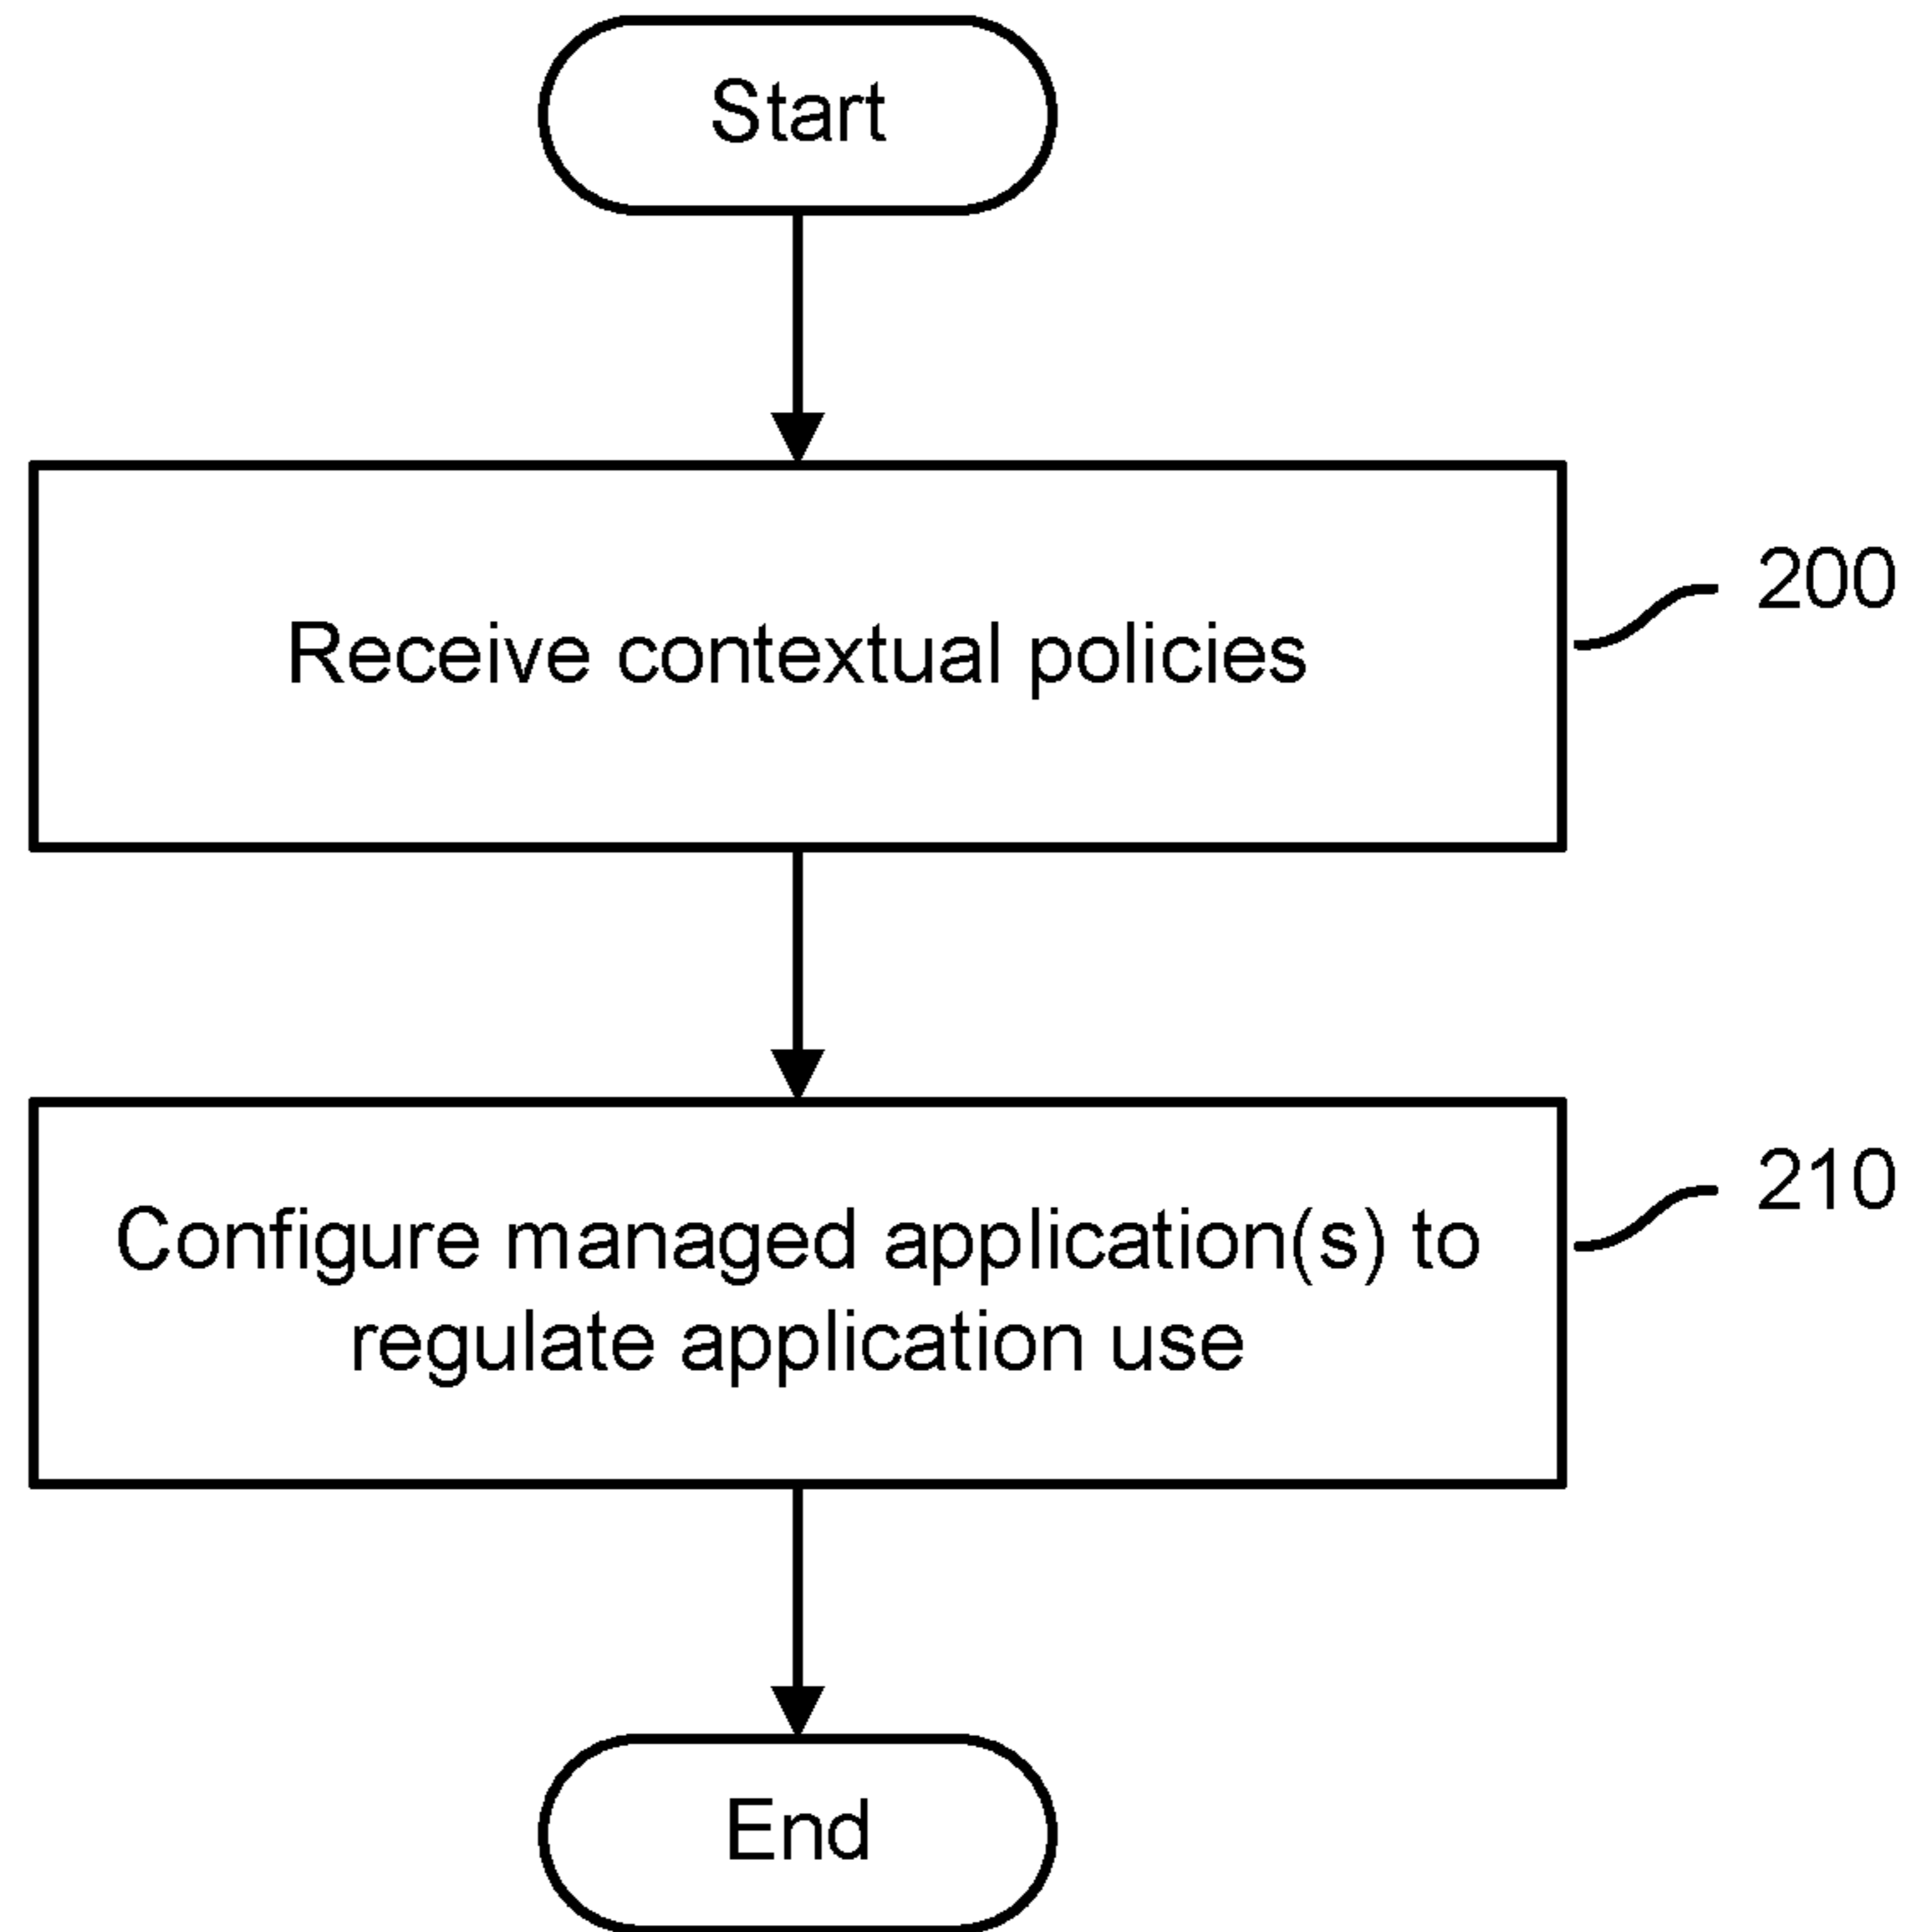 Start
Receive contextual policies
200
Configure managed application(s) to
regulate application use
210
End